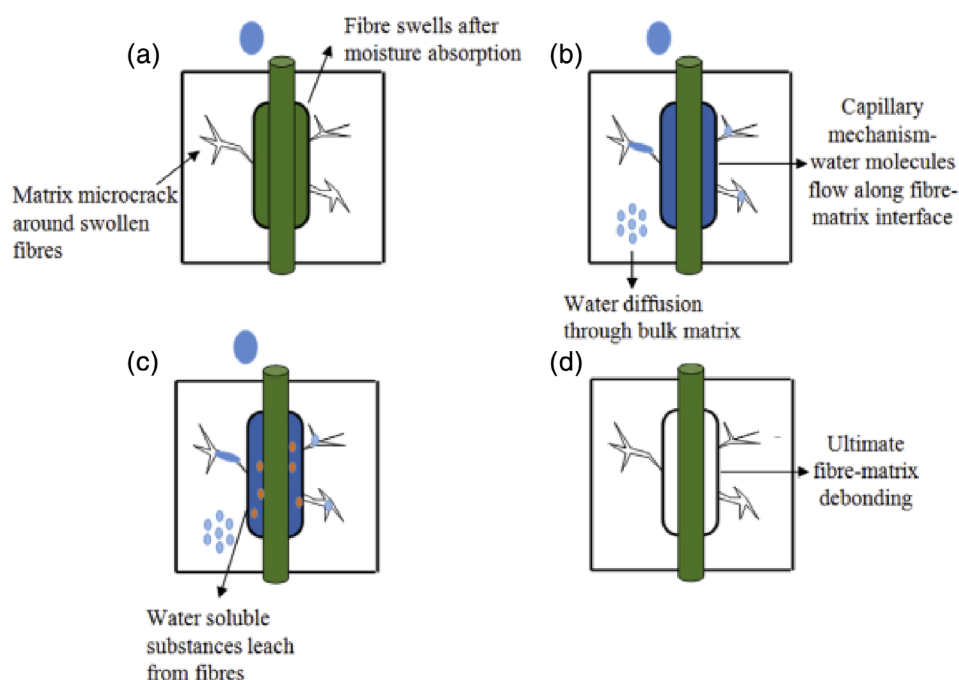 (a)
Fibre swells after
moisture absorption
Matrix microcrack
around swollen
fibres
(b)
Capillary
mechanism-
water molecules
flow along fibre-
matrix interface
Water diffusion
through bulk matrix
(c)
Water soluble
substances leach
from fibres
(d)
Ultimate
fibre-matrix
debonding